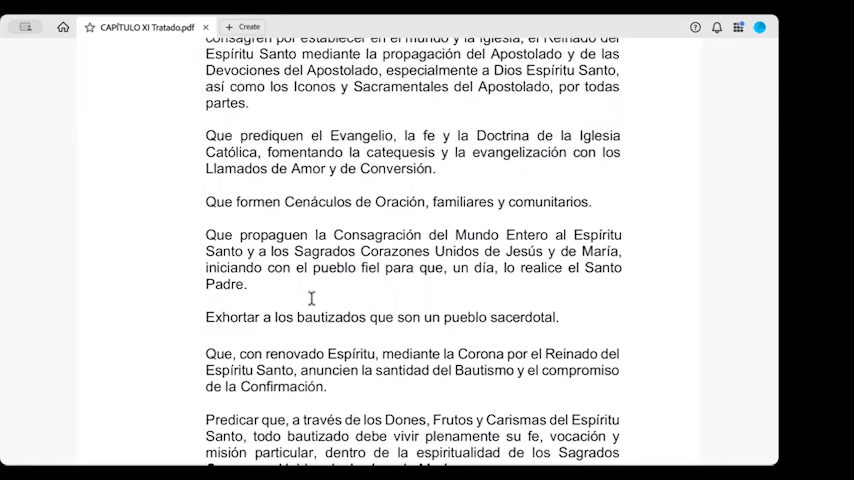 CAPÍTULO XI Tratado.pdf
Create
consagren por establecer en el mundo y la Iglesia, el Reinado del
Espíritu Santo mediante la propagación del Apostolado y de las
Devociones del Apostolado, especialmente a Dios Espíritu Santo,
así como los Iconos y Sacramentales del Apostolado, por todas
partes.
Que prediquen el Evangelio, la fe y la Doctrina de la Iglesia
Católica, fomentando la catequesis y la evangelización con los
Llamados de Amor y de Conversión.
Que formen Cenáculos de Oración, familiares y comunitarios.
Que propaguen la Consagración del Mundo Entero al Espíritu
Santo y a los Sagrados Corazones Unidos de Jesús y de María,
iniciando con el pueblo fiel para que, un día, lo realice el Santo
Padre.
Exhortar a los bautizados que son un pueblo sacerdotal.
Que, con renovado Espíritu, mediante la Corona por el Reinado del
Espíritu Santo, anuncien la santidad del Bautismo y el compromiso
de la Confirmación.
Predicar que, a través de los Dones, Frutos y Carismas del Espíritu
Santo, todo bautizado debe vivir plenamente su fe, vocación y
misión particular, dentro de la espiritualidad de los Sagrados